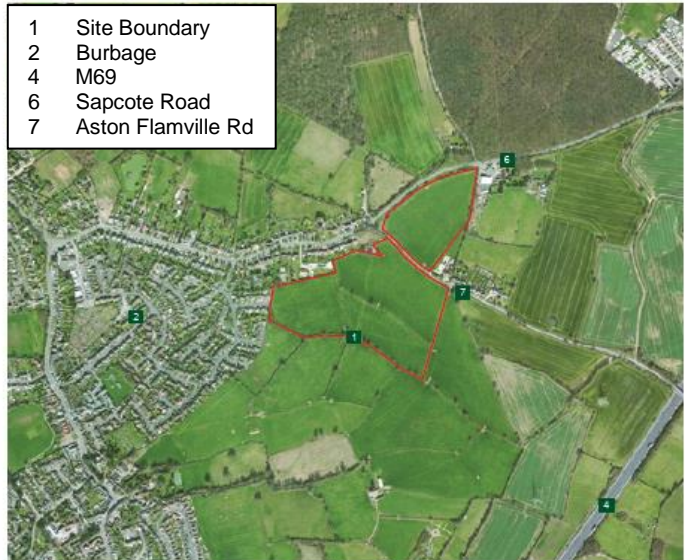 1 Site Boundary
2 Burbage
4 M69
6 Sapcote Road
7 Aston Flamville Rd
6
7
2
1
4